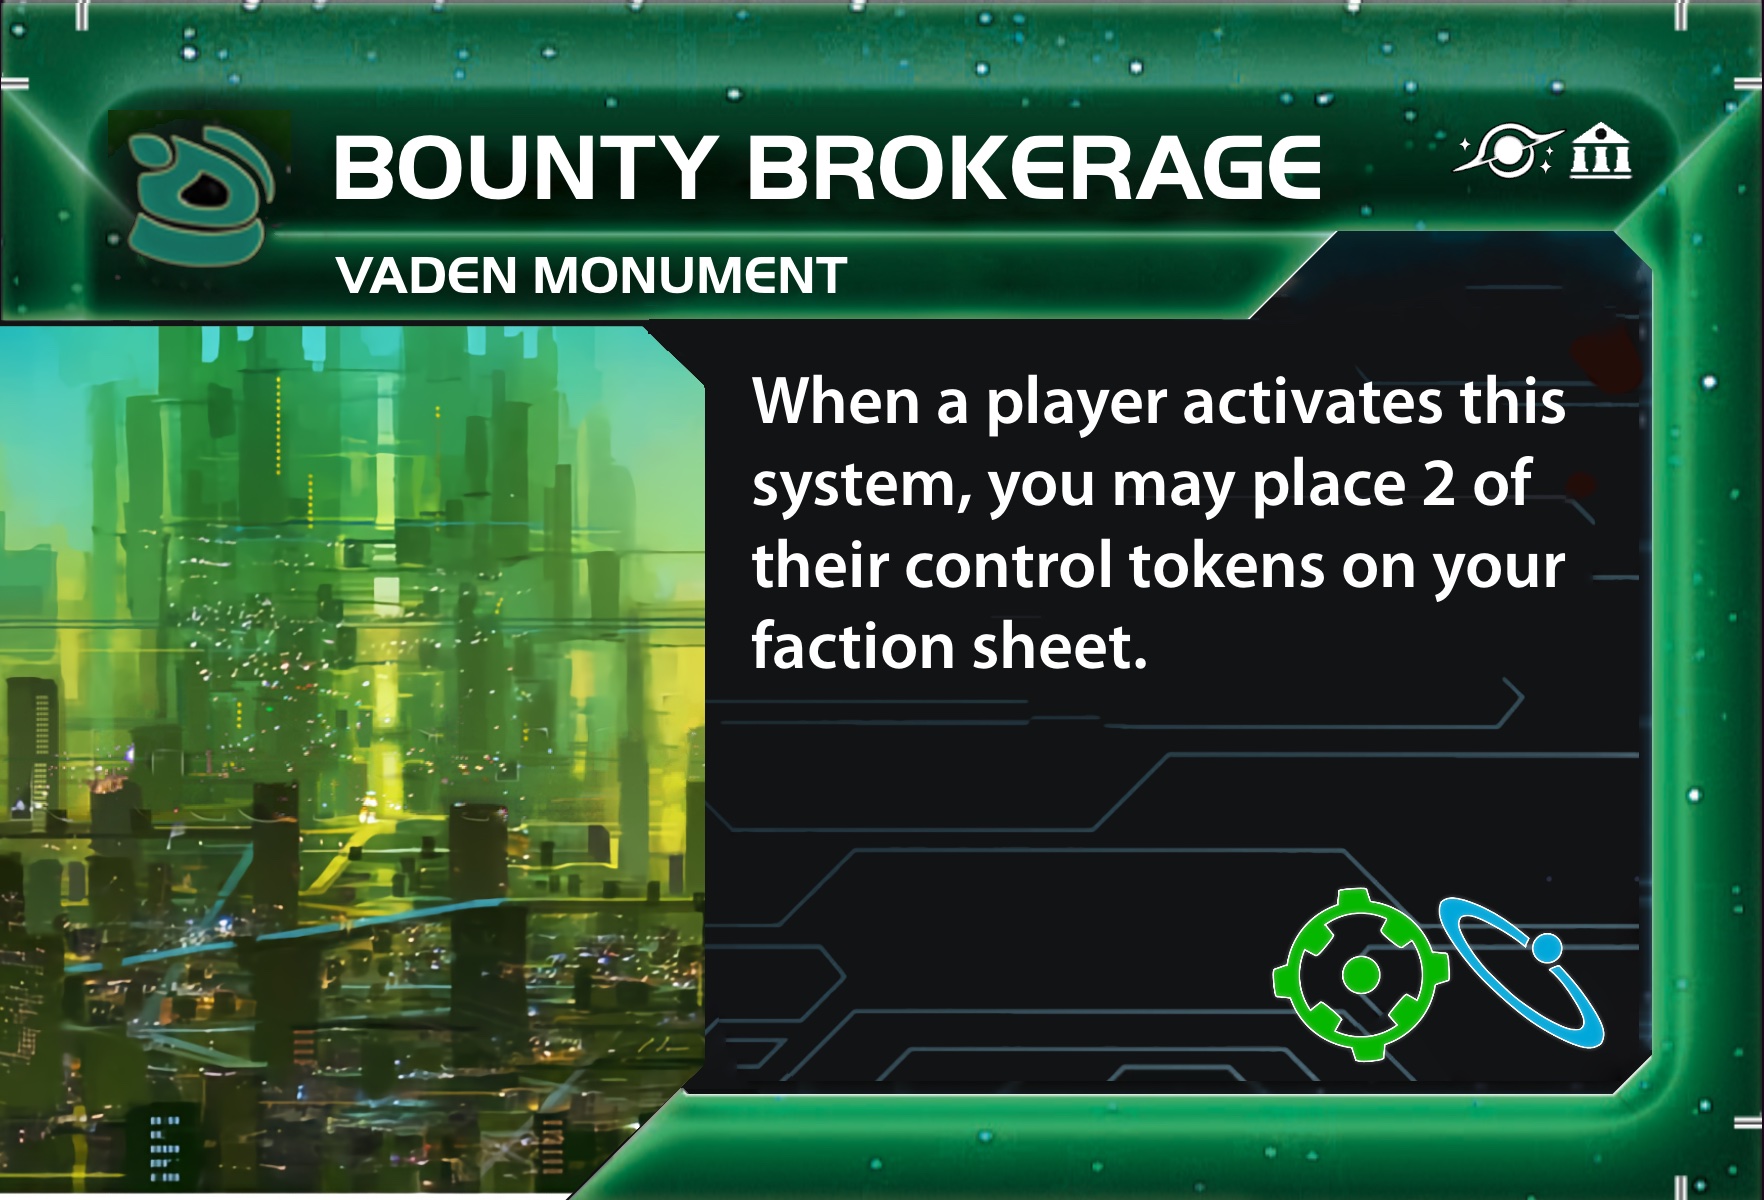 BOUNTY BROKERAGE
VADEN MONUMENT
When a player activates this
system, you may place 2 of
their control tokens on your
faction sheet.